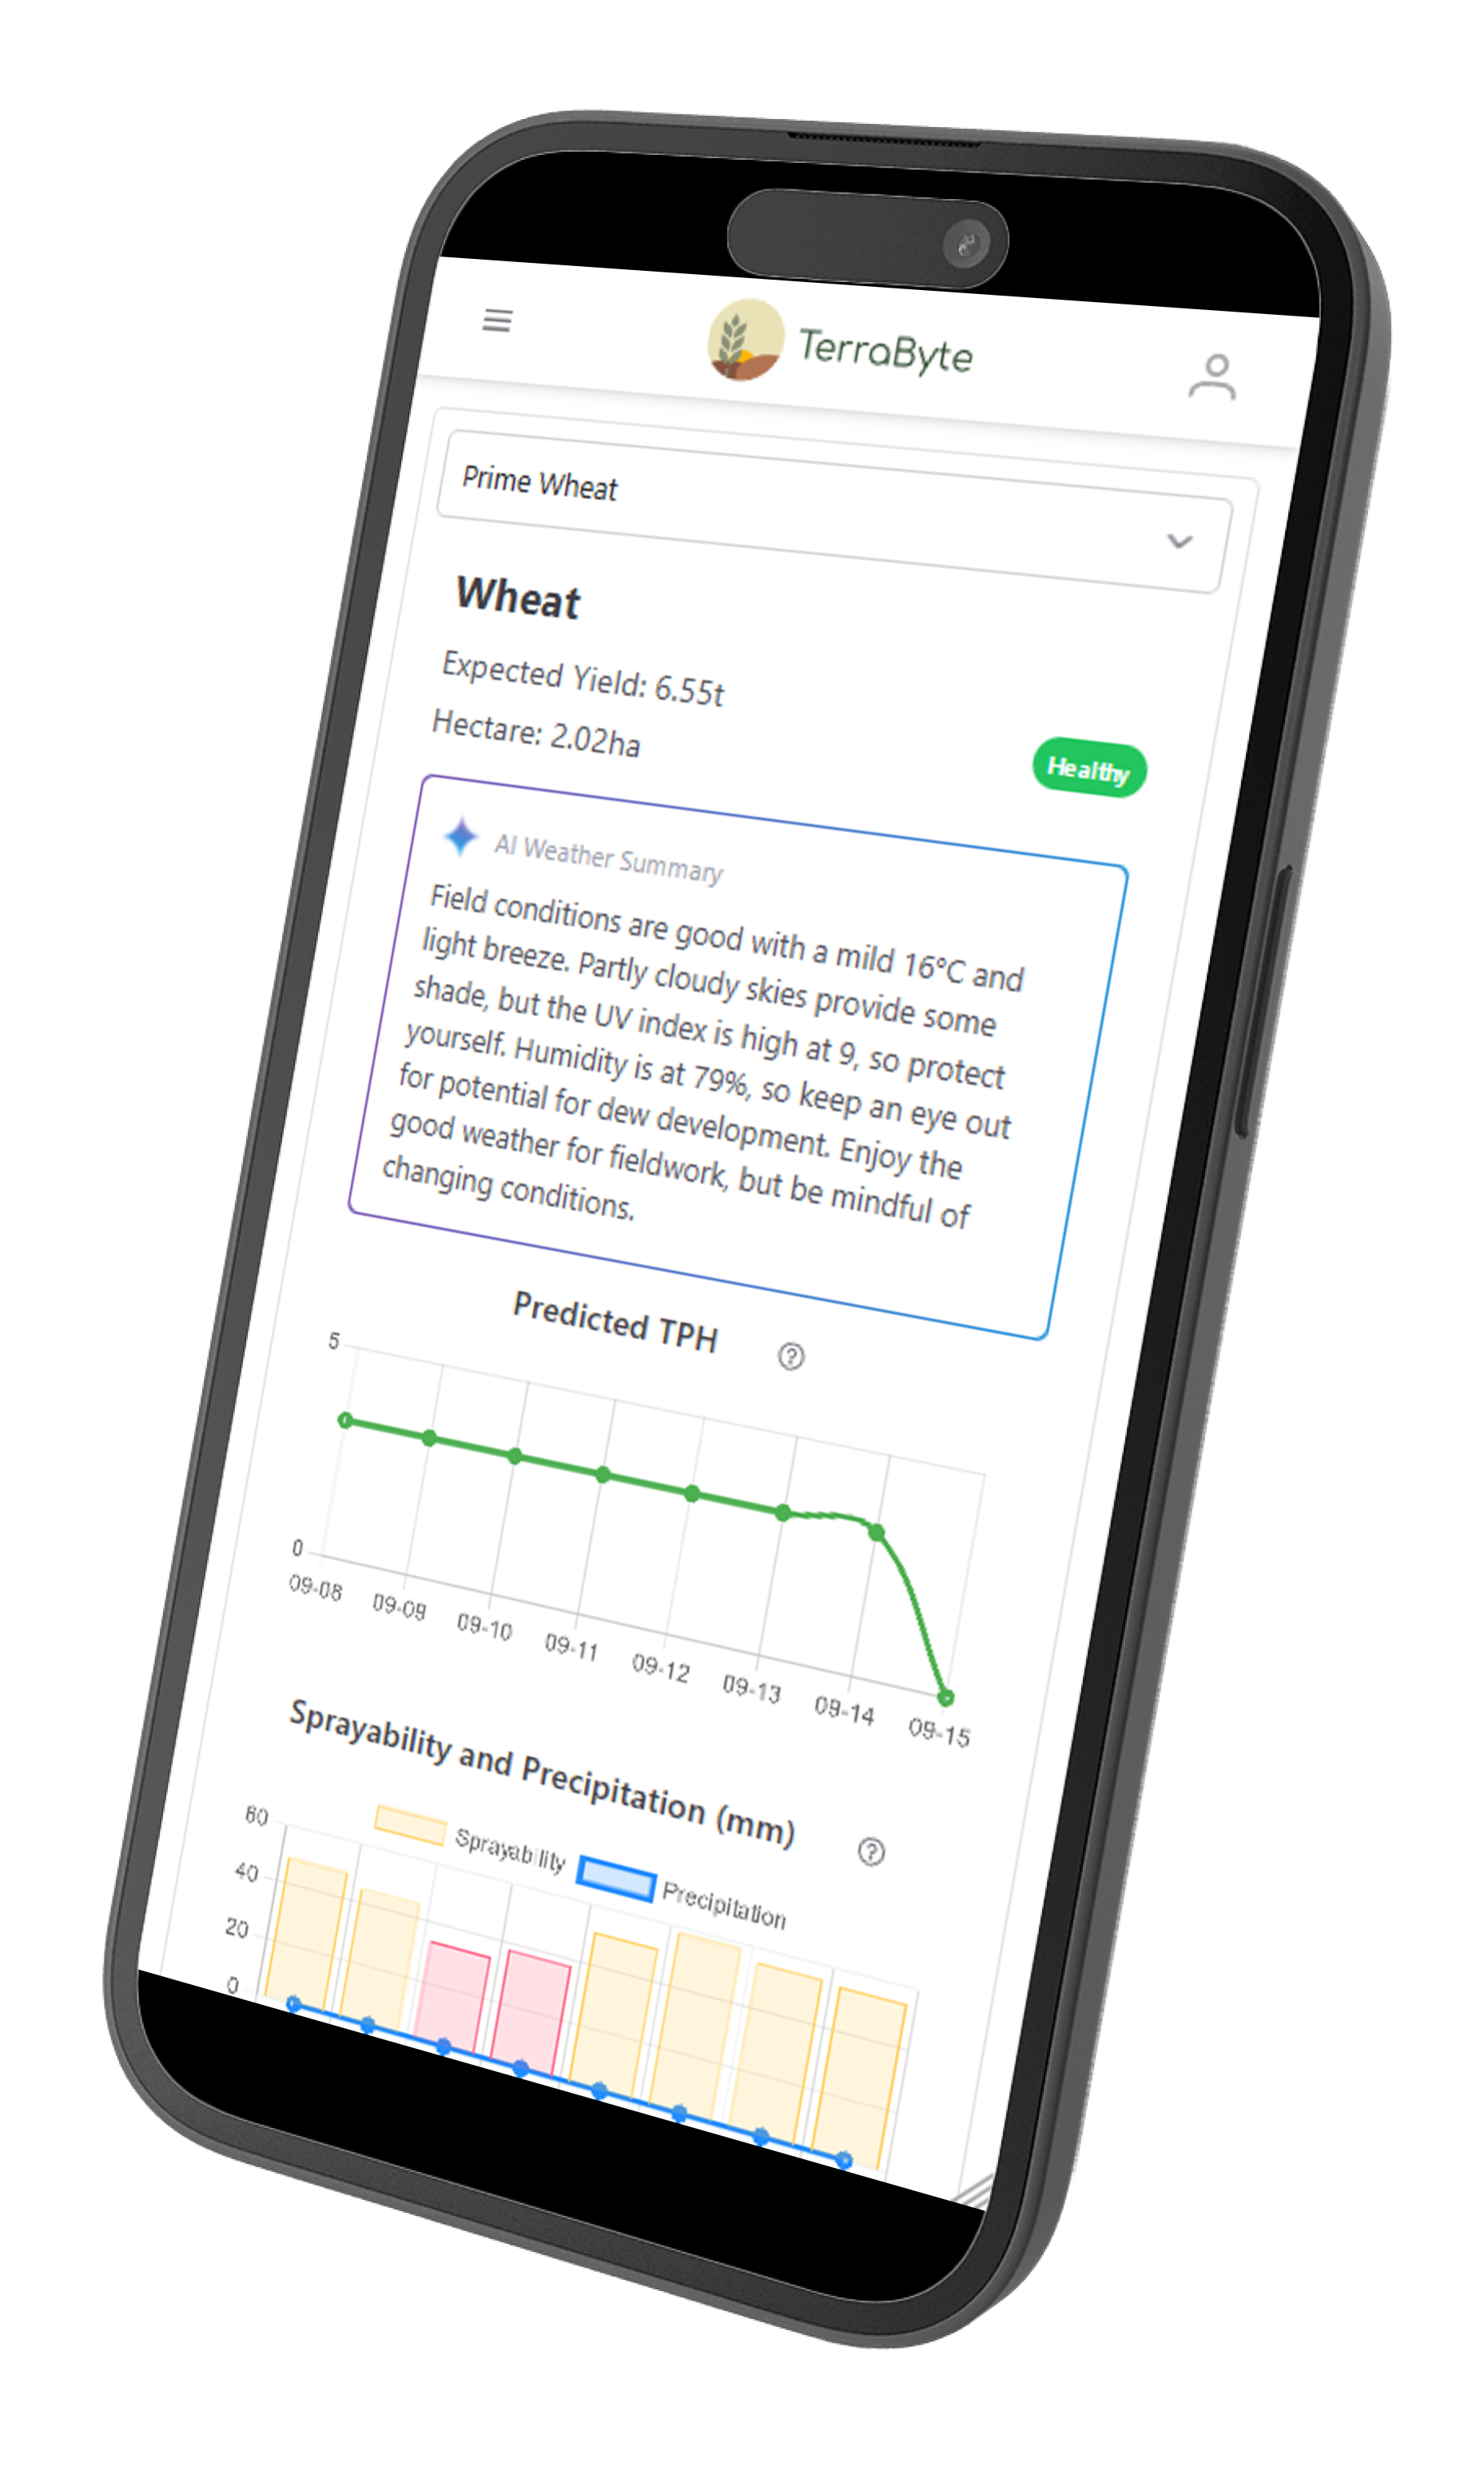 TerraByte
Prime Wheat
Wheat
Expected Yield: 6.55t
Hectare: 2.02ha
Healthy
AI Weather Summary
Field conditions are good with a mild 16°C and
light breeze. Partly cloudy skies provide some
shade, but the UV index is high at 9, so protect
yourself. Humidity is at 79%, so keep an eye out
for potential for dew development. Enjoy the
good weather for fieldwork, but be mindful of
changing conditions.
Predicted TPH
5
0
09-08 09-09 09-10 09-11 09-12 09-13 09-14 09-15
Sprayability and Precipitation (mm)
Sprayability Precipitation
60
40
20
0